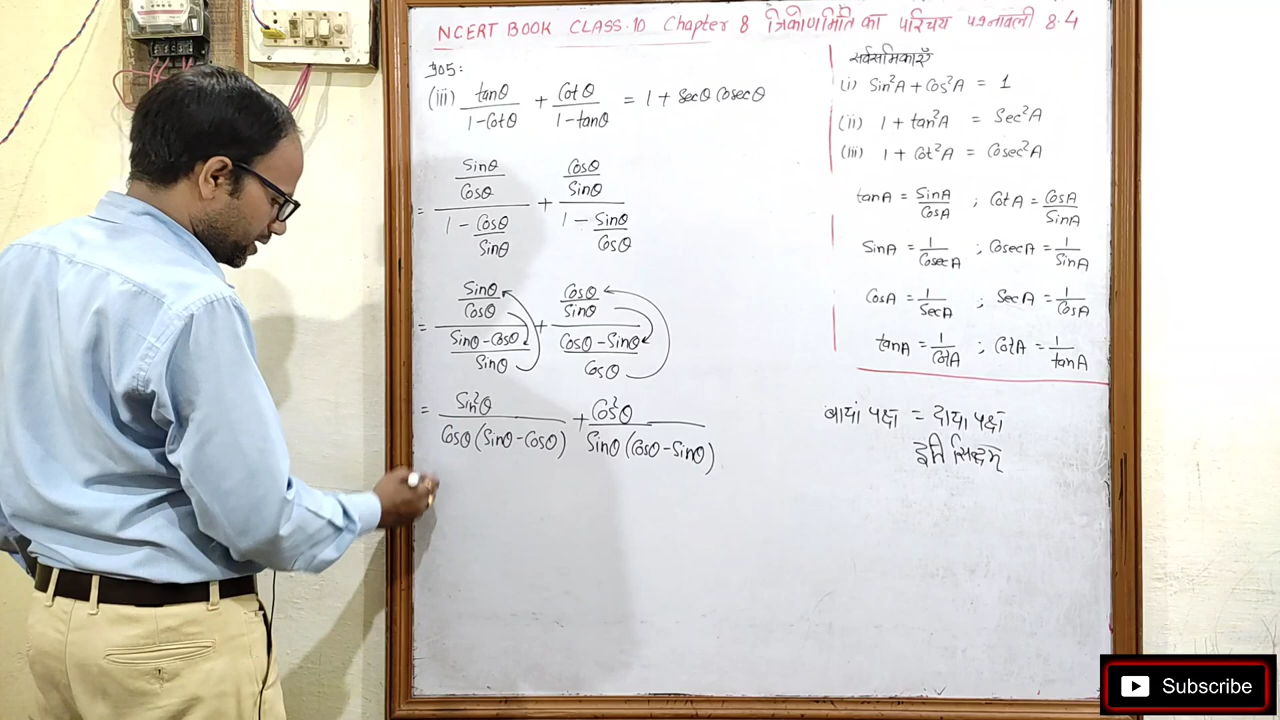 NCERT BOOK CLASS-10 Chapter 8 त्रिकोणमिति का परिचय प्रश्नावली 8.4
प्र05:
(iii) tanθ/(1-cotθ) + cotθ/(1-tanθ) = 1 + secθ cosecθ
= (sinθ/cosθ)/(1 - cosθ/sinθ) + (cosθ/sinθ)/(1 - sinθ/cosθ)
= (sinθ/cosθ)/((sinθ-cosθ)/sinθ) + (cosθ/sinθ)/((cosθ-sinθ)/cosθ)
= sin²θ/(cosθ(sinθ-cosθ)) + cos²θ/(sinθ(cosθ-sinθ))
सर्वसमिकाएँ
(i) Sin²A + Cos²A = 1
(ii) 1 + tan²A = Sec²A
(iii) 1 + Cot²A = Cosec²A
tanA = SinA/CosA ; CotA = CosA/SinA
SinA = 1/CosecA ; CosecA = 1/SinA
CosA = 1/SecA ; SecA = 1/CosA
tanA = 1/CotA ; CotA = 1/tanA
बायां पक्ष = दायां पक्ष
इति सिद्धम्
Subscribe